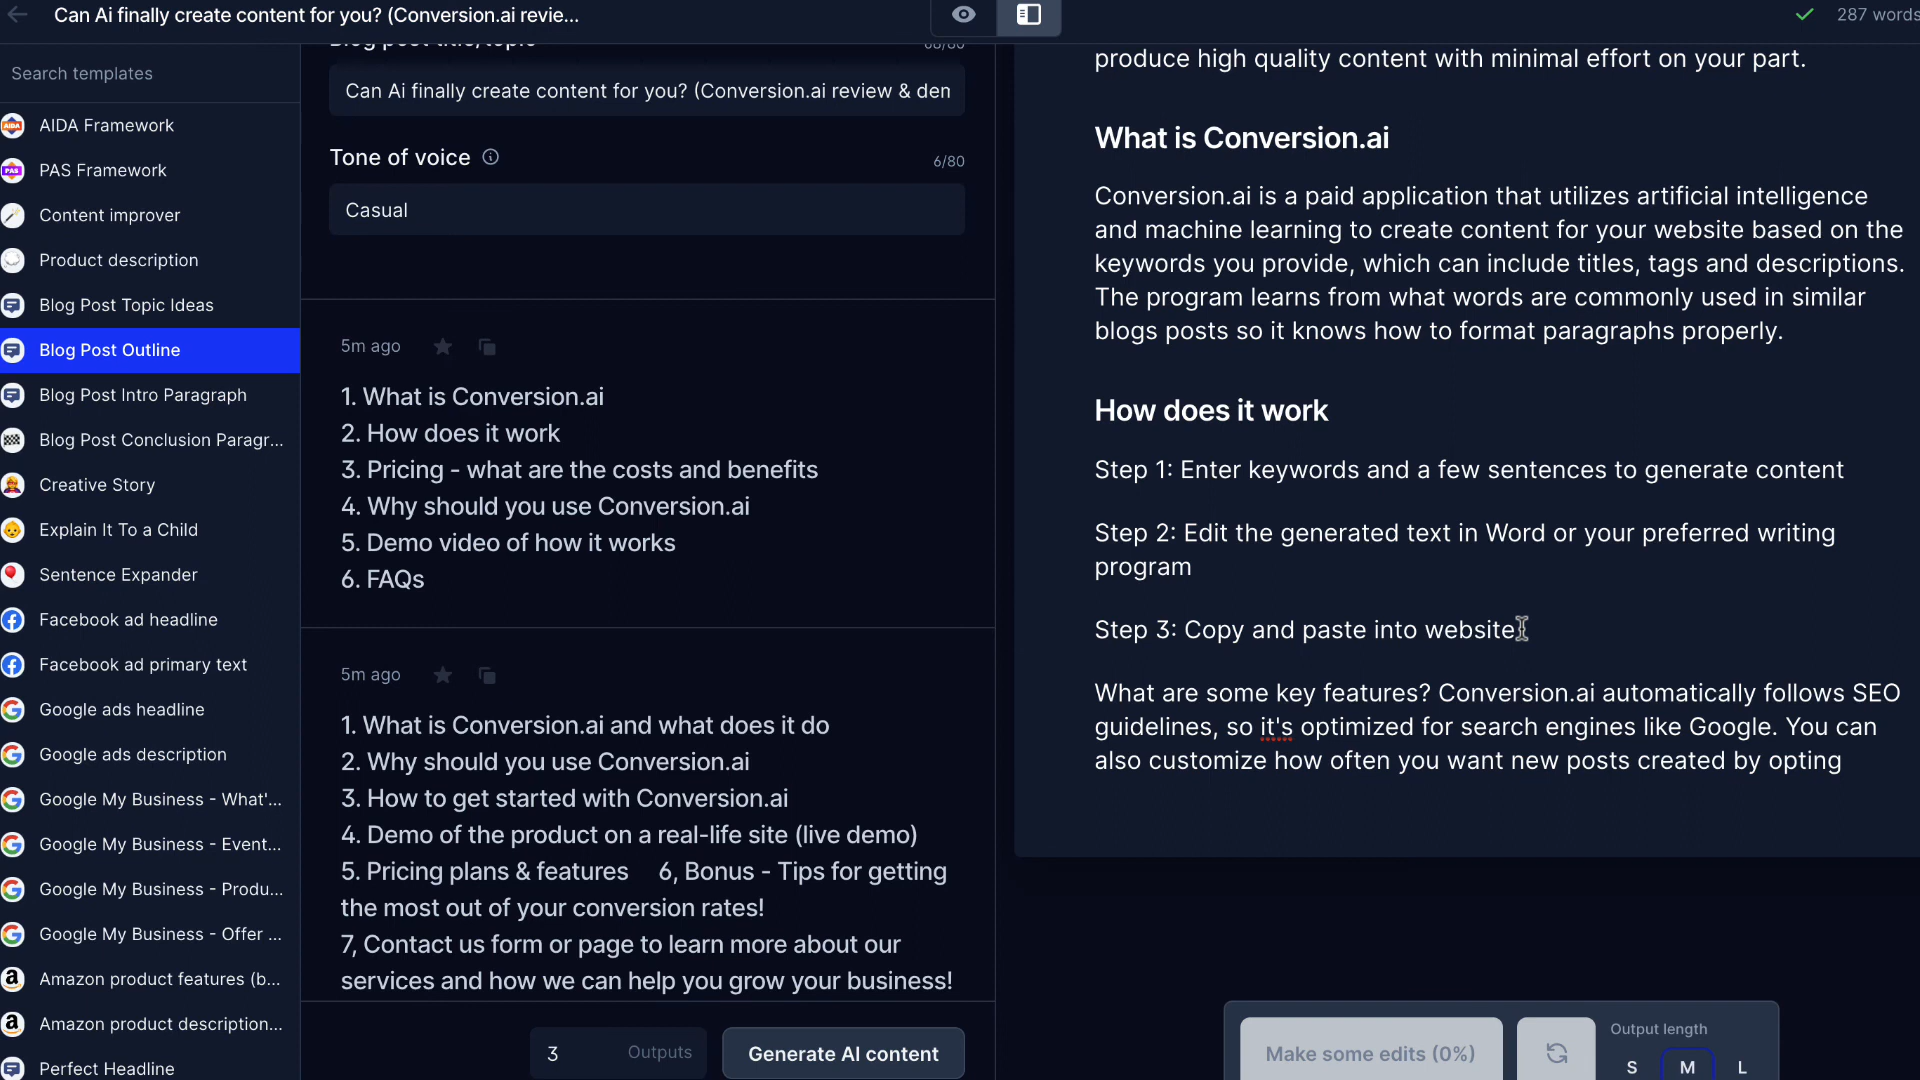 Can Ai finally create content for you? (Conversion.ai revie...
287 words
Search templates
AIDA Framework
PAS Framework
Content improver
Product description
Blog Post Topic Ideas
Blog Post Outline
Blog Post Intro Paragraph
Blog Post Conclusion Paragr...
Creative Story
Explain It To a Child
Sentence Expander
Facebook ad headline
Facebook ad primary text
Google ads headline
Google ads description
Google My Business - What'...
Google My Business - Event...
Google My Business - Produ...
Google My Business - Offer ...
Amazon product features (b...
Amazon product description...
Perfect Headline
Blog post title/topic
Can Ai finally create content for you? (Conversion.ai review & den
Tone of voice
6/80
Casual
5m ago
1. What is Conversion.ai
2. How does it work
3. Pricing - what are the costs and benefits
4. Why should you use Conversion.ai
5. Demo video of how it works
6. FAQs
5m ago
1. What is Conversion.ai and what does it do
2. Why should you use Conversion.ai
3. How to get started with Conversion.ai
4. Demo of the product on a real-life site (live demo)
5. Pricing plans & features 6, Bonus - Tips for getting
the most out of your conversion rates!
7, Contact us form or page to learn more about our
services and how we can help you grow your business!
3 Outputs
Generate AI content
produce high quality content with minimal effort on your part.
What is Conversion.ai
Conversion.ai is a paid application that utilizes artificial intelligence
and machine learning to create content for your website based on the
keywords you provide, which can include titles, tags and descriptions.
The program learns from what words are commonly used in similar
blogs posts so it knows how to format paragraphs properly.
How does it work
Step 1: Enter keywords and a few sentences to generate content
Step 2: Edit the generated text in Word or your preferred writing
program
Step 3: Copy and paste into website
What are some key features? Conversion.ai automatically follows SEO
guidelines, so it's optimized for search engines like Google. You can
also customize how often you want new posts created by opting
Make some edits (0%)
Output length
S M L